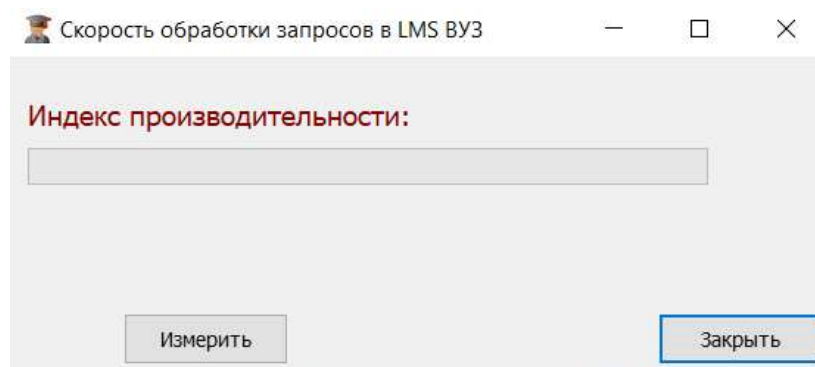 Скорость обработки запросов в LMS ВУЗ
Индекс производительности:
Измерить
Закрыть